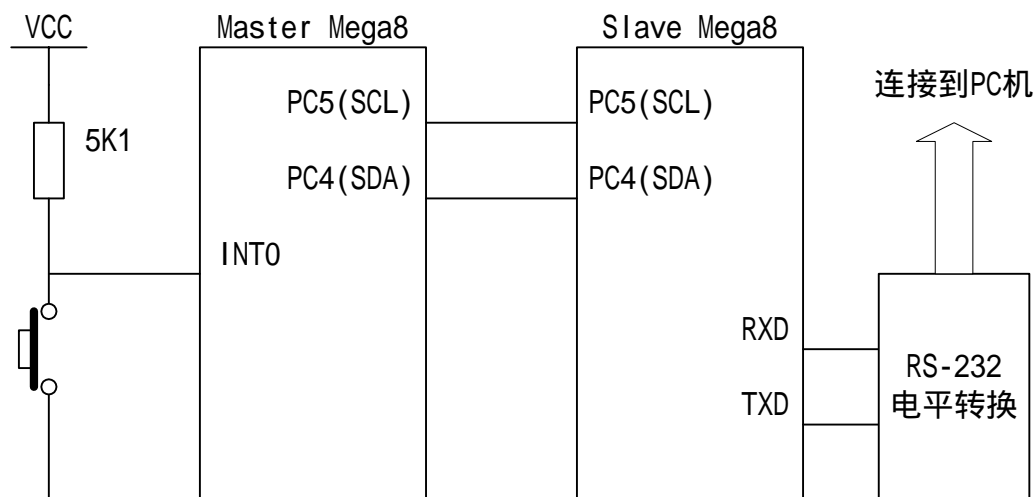 VCC
Master Mega8
Slave Mega8
连接到PC机
PC5(SCL)
PC5(SCL)
5K1
PC4(SDA)
PC4(SDA)
INT0
RXD
RS-232
TXD
电平转换